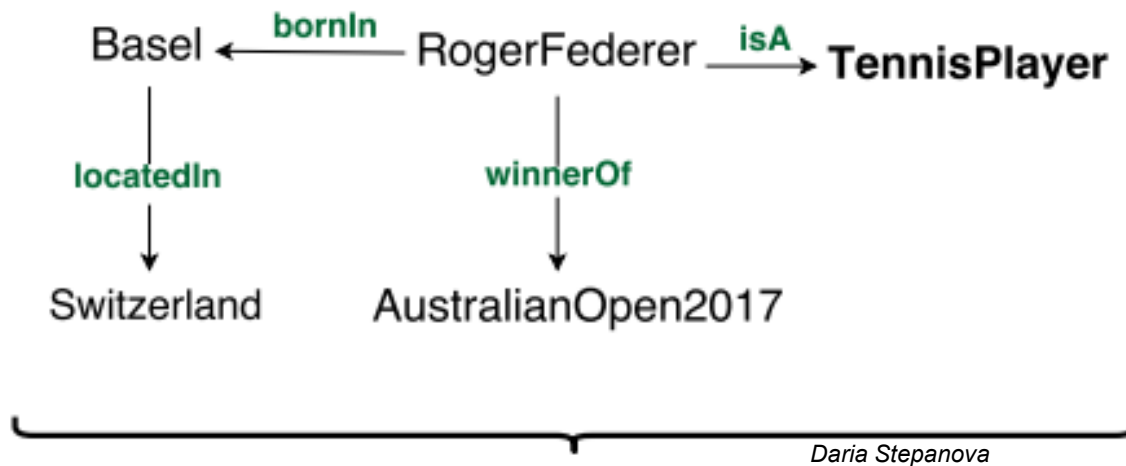 bornIn
isA
Basel
RogerFederer
TennisPlayer
locatedIn
winnerOf
Switzerland
AustralianOpen2017
Daria Stepanova